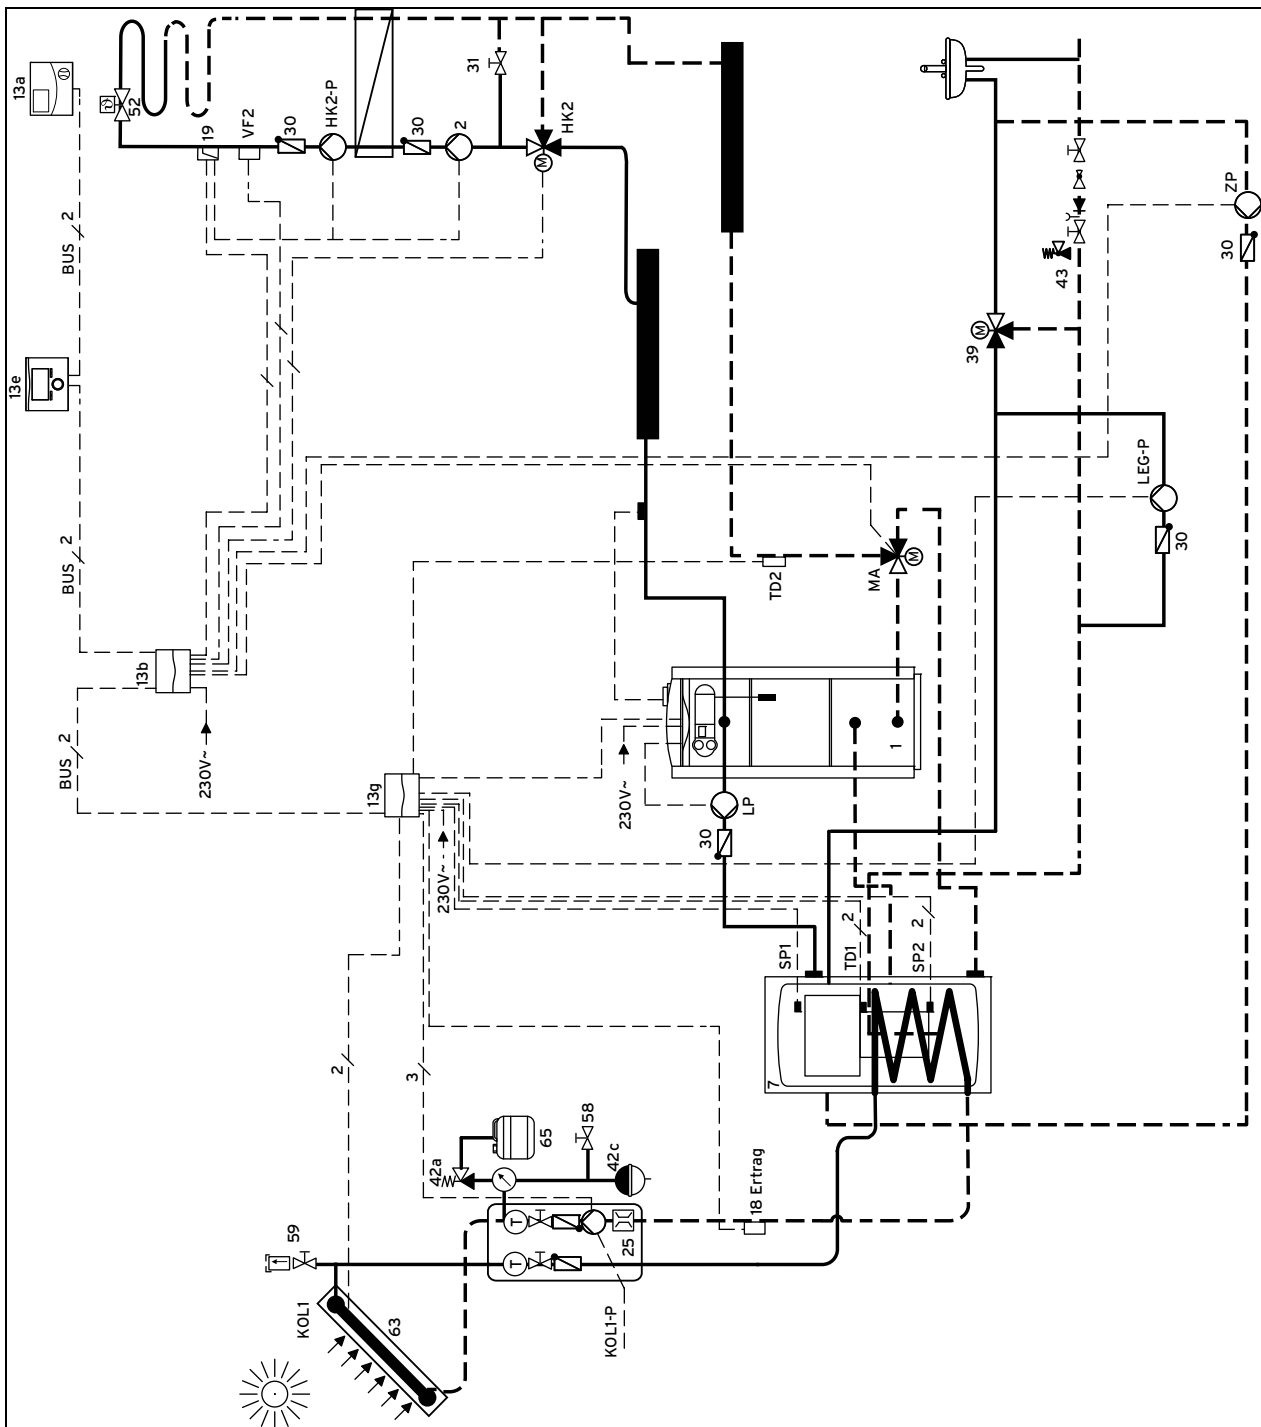 13a
52
19
VF2
30
HK2-P
30
2
31
HK2
M
BUS
2
13e
BUS
2
13b
BUS
2
230V~
43
ZP
30
39
M
LEG-P
30
TD2
MA
M
1
LP
30
230V~
13g
230V~
SP1
TD1
2
SP2
2
7
2
3
42a
65
58
42c
18 Ertrag
25
T
T
59
KOL1
63
KOL1-P